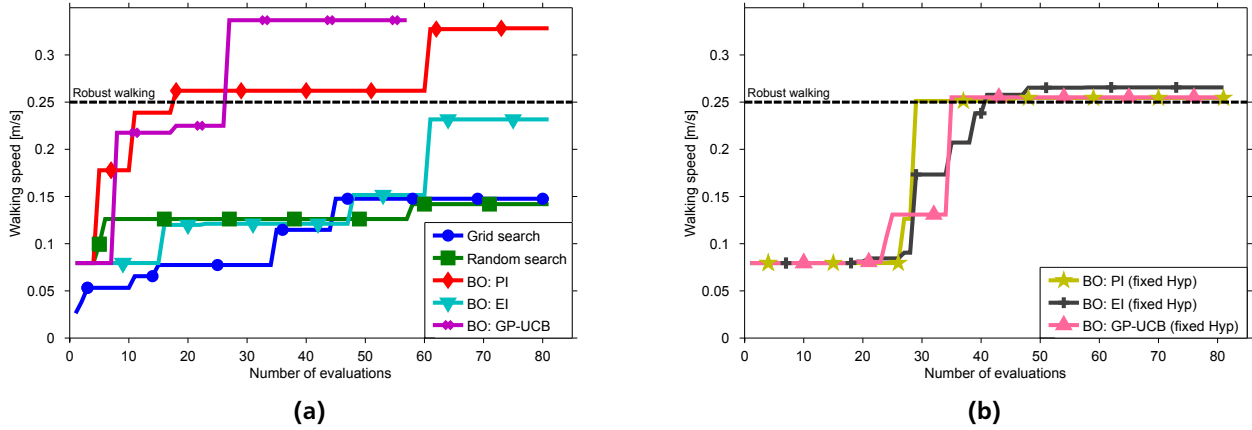 0.3
0.25
0.2
0.15
0.1
0.05
0
Walking speed [m/s]
Robust walking
Grid search
Random search
BO: PI
BO: EI
BO: GP-UCB
0 10 20 30 40 50 60 70 80
Number of evaluations
(a)
0.3
0.25
0.2
0.15
0.1
0.05
0
Walking speed [m/s]
Robust walking
BO: PI (fixed Hyp)
BO: EI (fixed Hyp)
BO: GP-UCB (fixed Hyp)
0 10 20 30 40 50 60 70 80
Number of evaluations
(b)